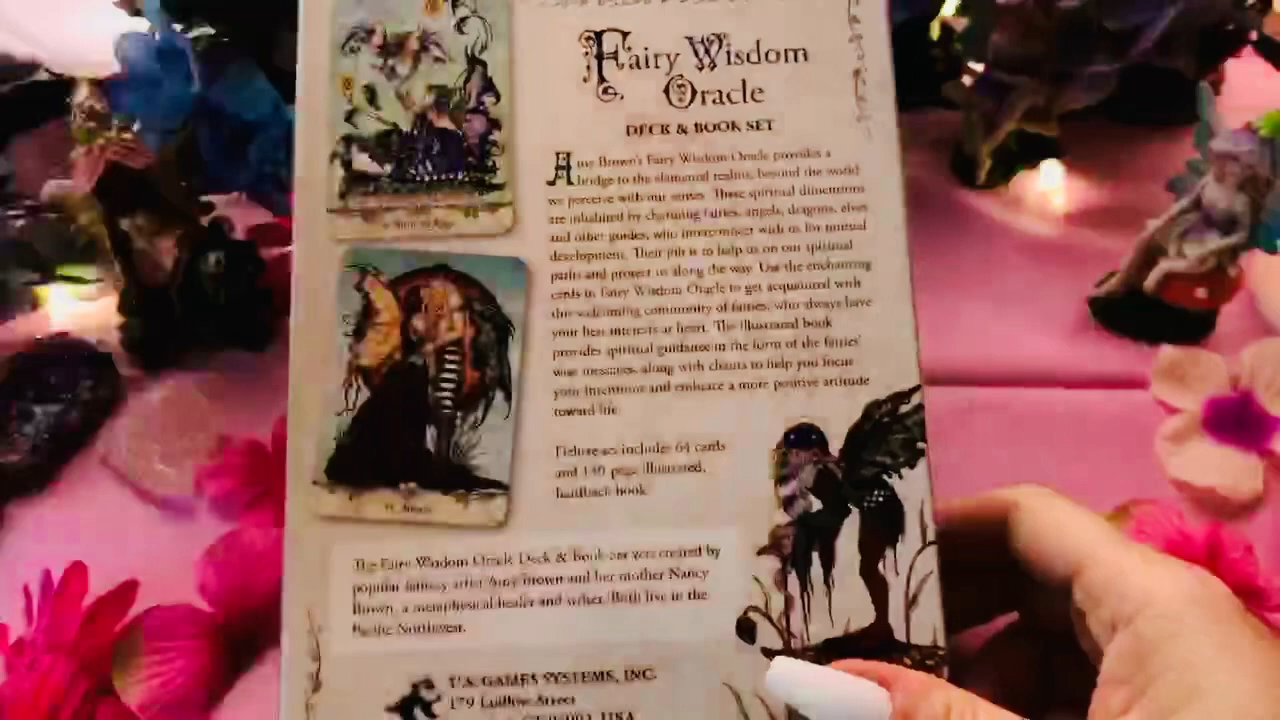 Fairy Wisdom
Oracle
DECK & BOOK SET
Amy Brown's Fairy Wisdom Oracle provides a
bridge to the elemental realms, beyond the world
we perceive with our senses. These spiritual dimensions
are inhabited by charming fairies, angels, dragons, elves
and other guides, who interconnect with us for mutual
development. Their job is to help us on our spiritual
paths and protect us along the way. Use the enchanting
cards in Fairy Wisdom Oracle to get acquainted with
this welcoming community of fairies, who always have
your best interests at heart. The illustrated book
provides spiritual guidance in the form of the fairies'
wise messages, along with chants to help you focus
your intentions and embrace a more positive attitude
toward life.
Deluxe set includes 64 cards
and page illustrated,
hardback book
The Fairy Wisdom Oracle Deck & Book set were created by
popular fantasy artist Amy Brown and her mother Nancy
Brown, a metaphysical healer and writer. Both live in the
Pacific Northwest.
U.S. GAMES SYSTEMS, INC.
179 Ludlow Street
USA